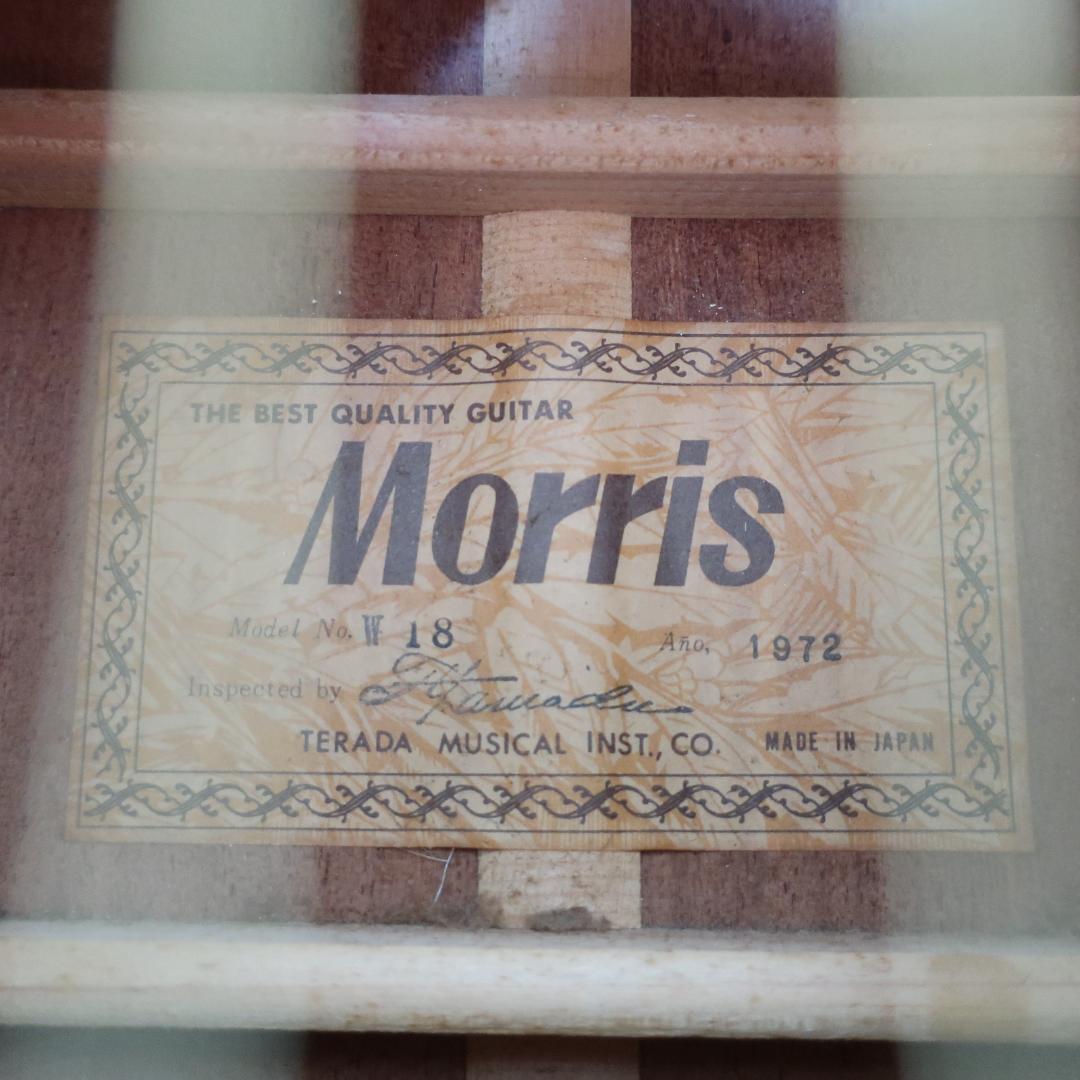 THE BEST QUALITY GUITAR
Morris
Model No. W 18 Año, 1972
Inspected by
TERADA MUSICAL INST., CO. MADE IN JAPAN